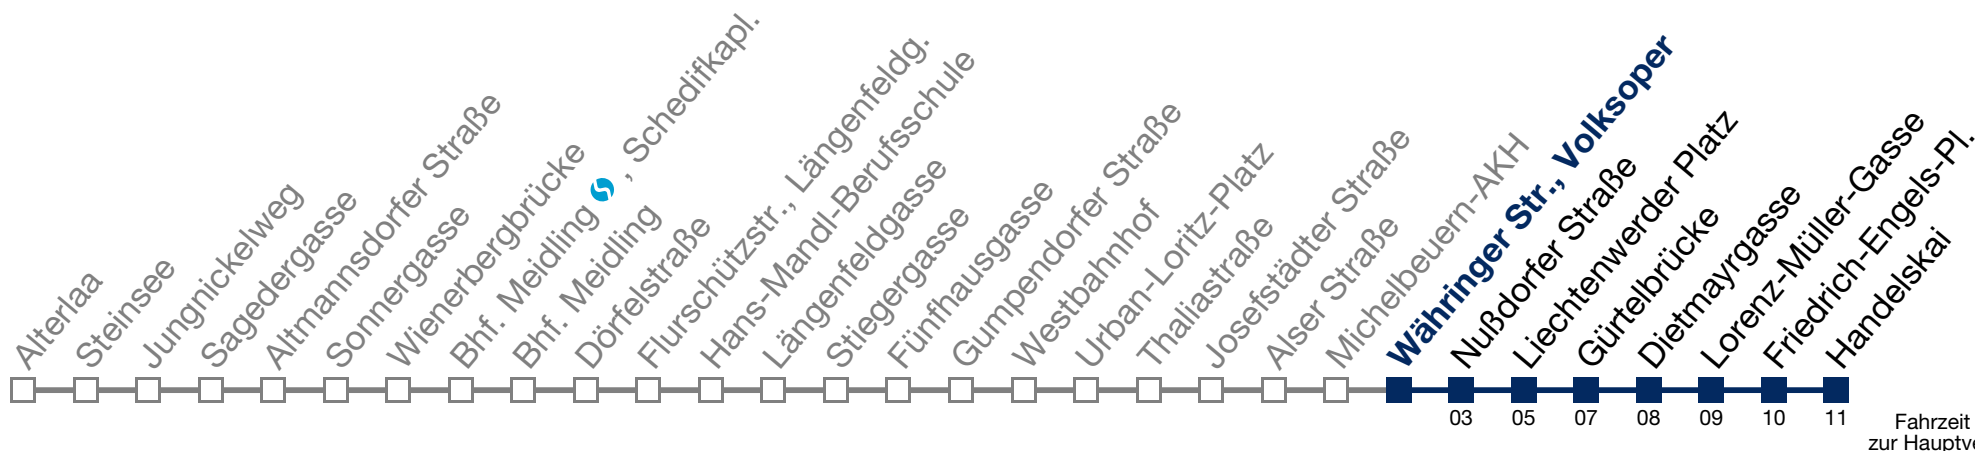 Alterlaa
Steinsee
Jungnickelweg
Sagedergasse
Altmannsdorfer Straße
Sonnergasse
Wienerbergbrücke
Bhf. Meidling , Schedifkapl.
Bhf. Meidling
Dörfelstraße
Flurschützstr., Längenfeldg.
Hans-Mandl-Berufsschule
Längenfeldgasse
Stiegergasse
Fünfhausgasse
Gumpendorfer Straße
Westbahnhof
Urban-Loritz-Platz
Thaliastraße
Josefstädter Straße
Alser Straße
Michelbeuern-AKH
Währinger Str., Volksoper
Nußdorfer Straße
Liechtenwerder Platz
Gürtelbrücke
Dietmayrgasse
Lorenz-Müller-Gasse
Friedrich-Engels-Pl.
Handelskai
03 05 07 08 09 10 11
Fahrzeit
zur Hauptve